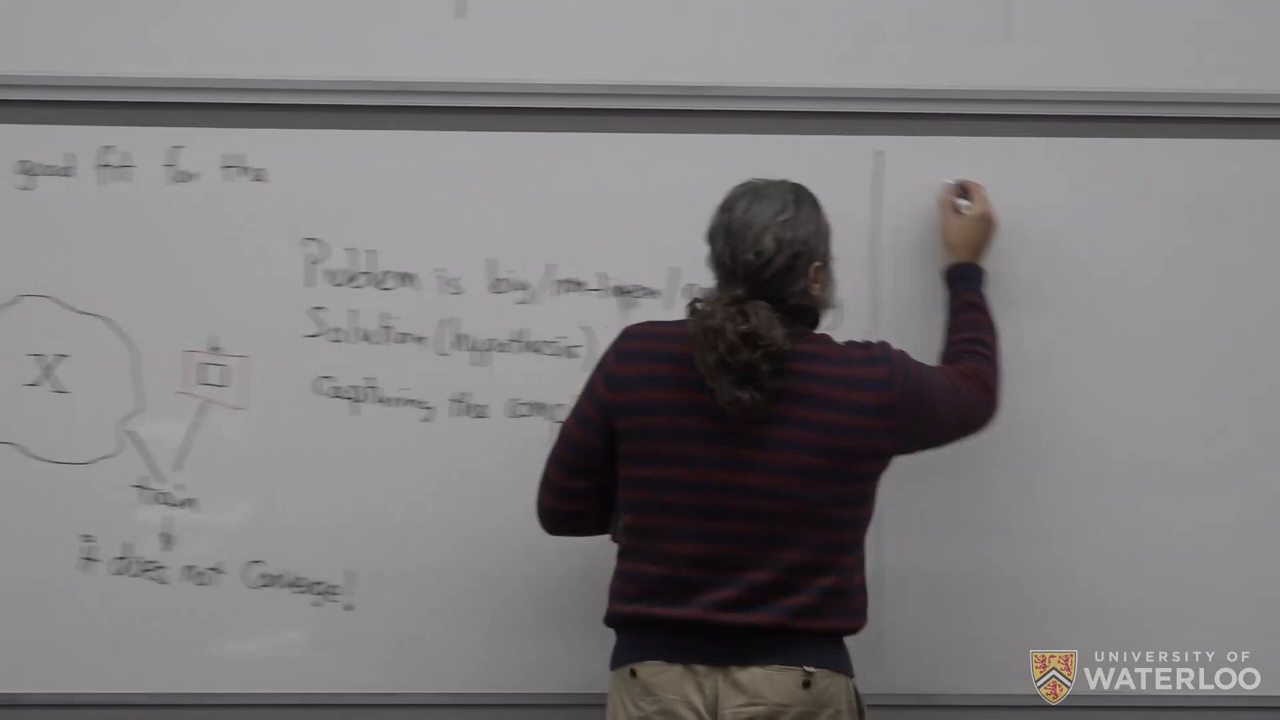 good fit for the
Problem is big/non-linear/
Solution (hypothesis)
Capturing the
X
train
it does not Converge!
UNIVERSITY OF
WATERLOO